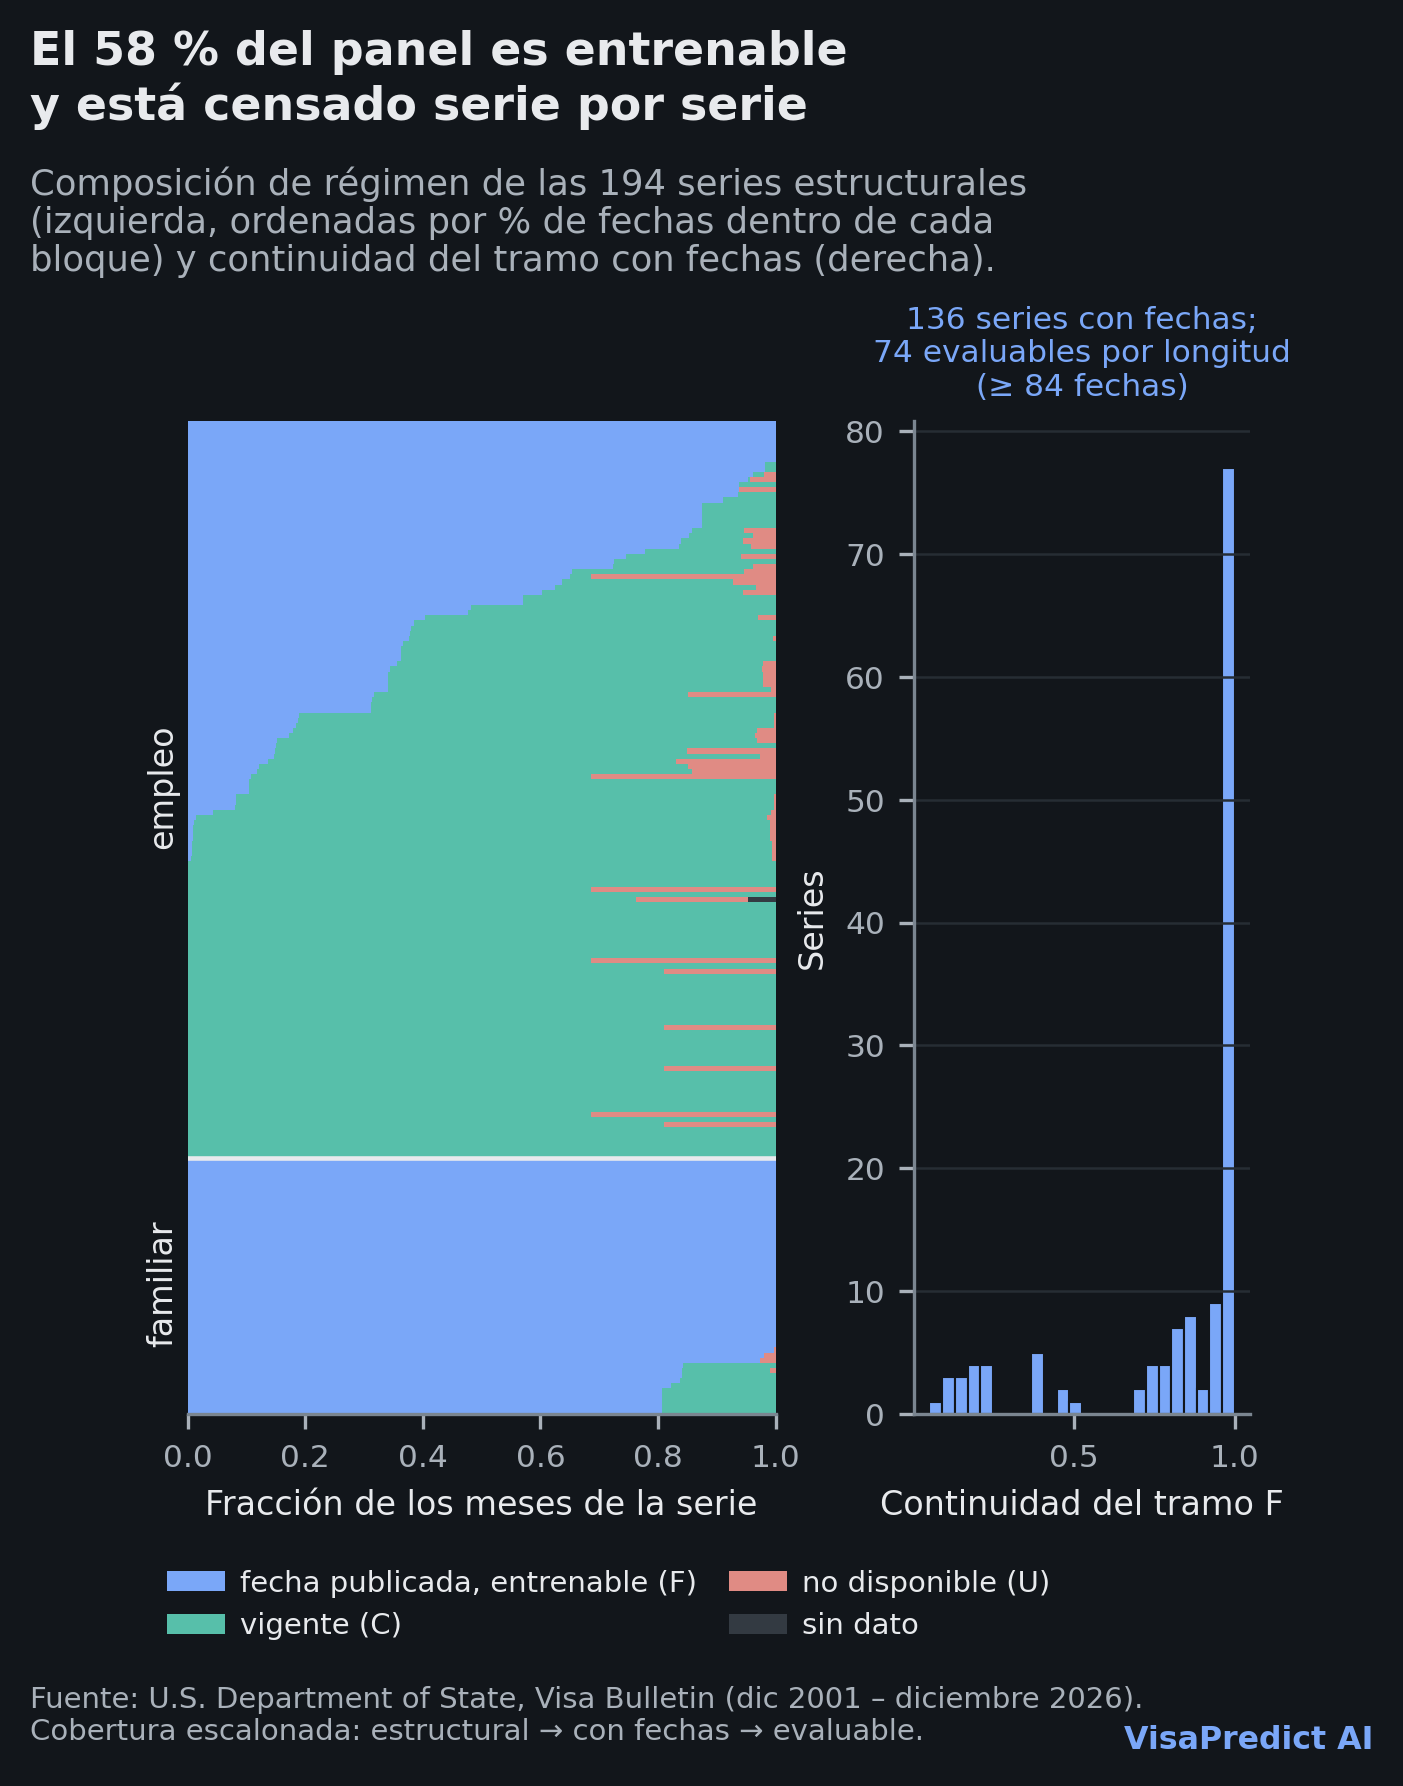 El 58 % del panel es entrenable
y está censado serie por serie
Composición de régimen de las 194 series estructurales
(izquierda, ordenadas por % de fechas dentro de cada
bloque) y continuidad del tramo con fechas (derecha).
136 series con fechas;
74 evaluables por longitud
(≥ 84 fechas)
empleo
familiar
0.0 0.2 0.4 0.6 0.8 1.0
Fracción de los meses de la serie
Series
80
70
60
50
40
30
20
10
0
0.5 1.0
Continuidad del tramo F
fecha publicada, entrenable (F)
vigente (C)
no disponible (U)
sin dato
Fuente: U.S. Department of State, Visa Bulletin (dic 2001 – diciembre 2026).
Cobertura escalonada: estructural → con fechas → evaluable.
VisaPredict AI